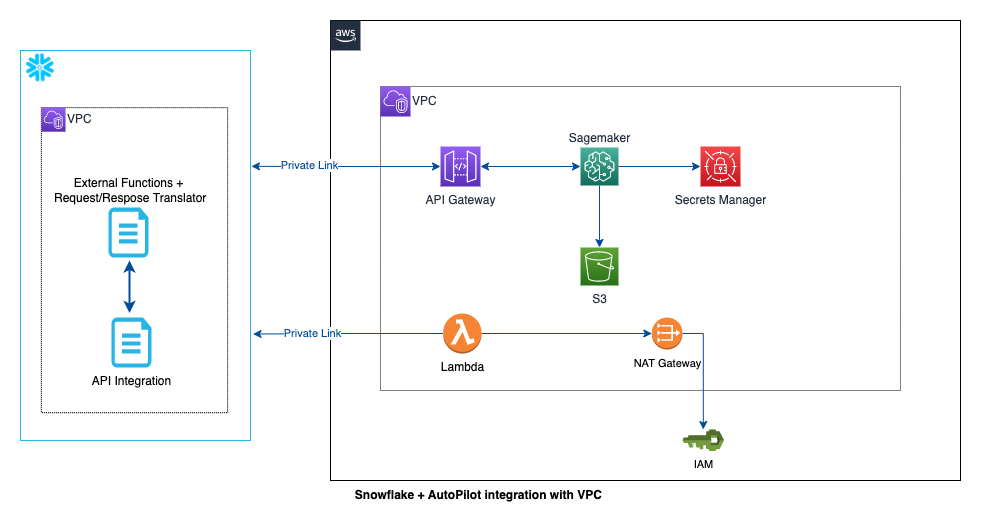 aws
VPC
VPC
External Functions +
Request/Respose Translator
API Integration
Private Link
API Gateway
Sagemaker
Secrets Manager
S3
Private Link
Lambda
NAT Gateway
IAM
Snowflake + AutoPilot integration with VPC